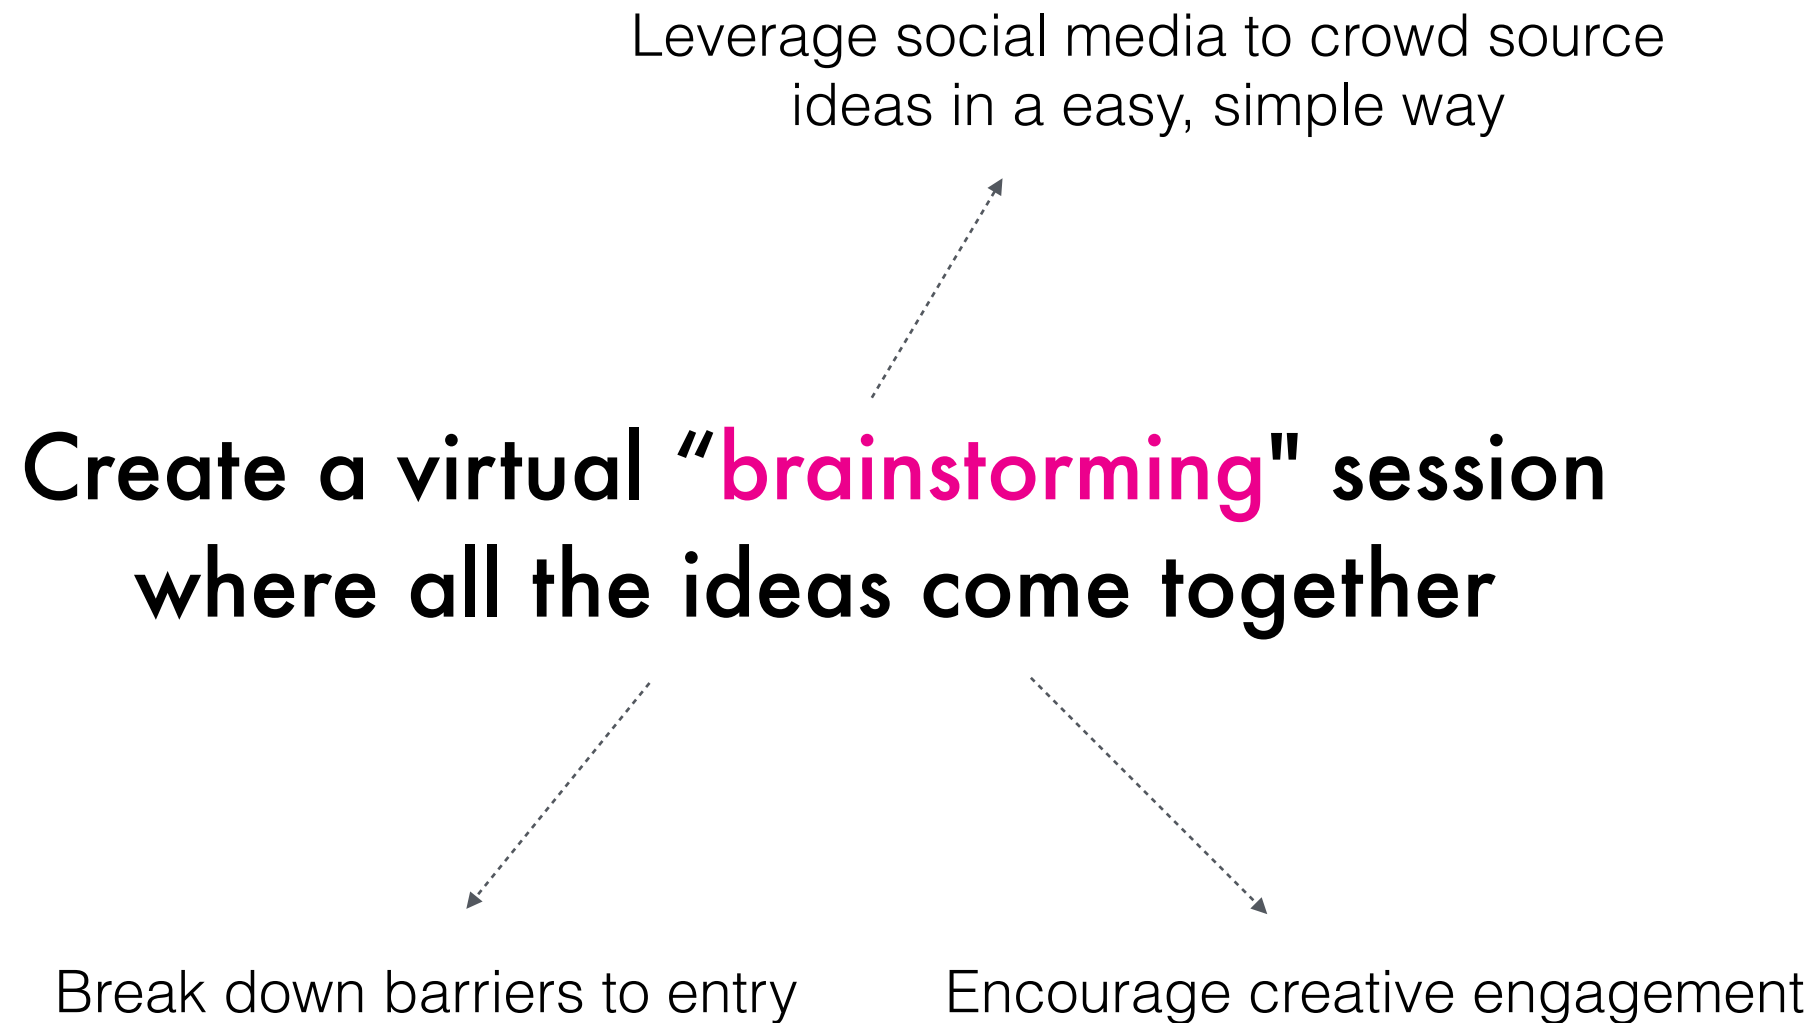 Leverage social media to crowd source
ideas in a easy, simple way
Create a virtual “brainstorming" session
where all the ideas come together
Break down barriers to entry
Encourage creative engagement